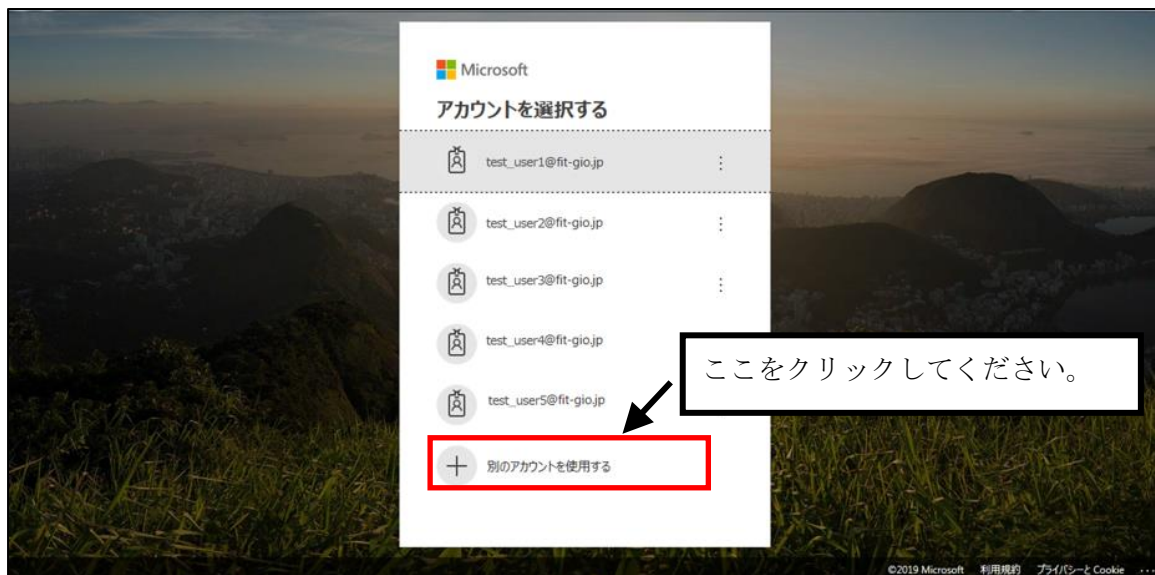 Microsoft
アカウントを選択する
test_user1@fit-gio.jp
test_user2@fit-gio.jp
test_user3@fit-gio.jp
test_user4@fit-gio.jp
ここをクリックしてください。
test_user5@fit-gio.jp
別のアカウントを使用する
©2019 Microsoft 利用規約 プライバシーと Cookie ...